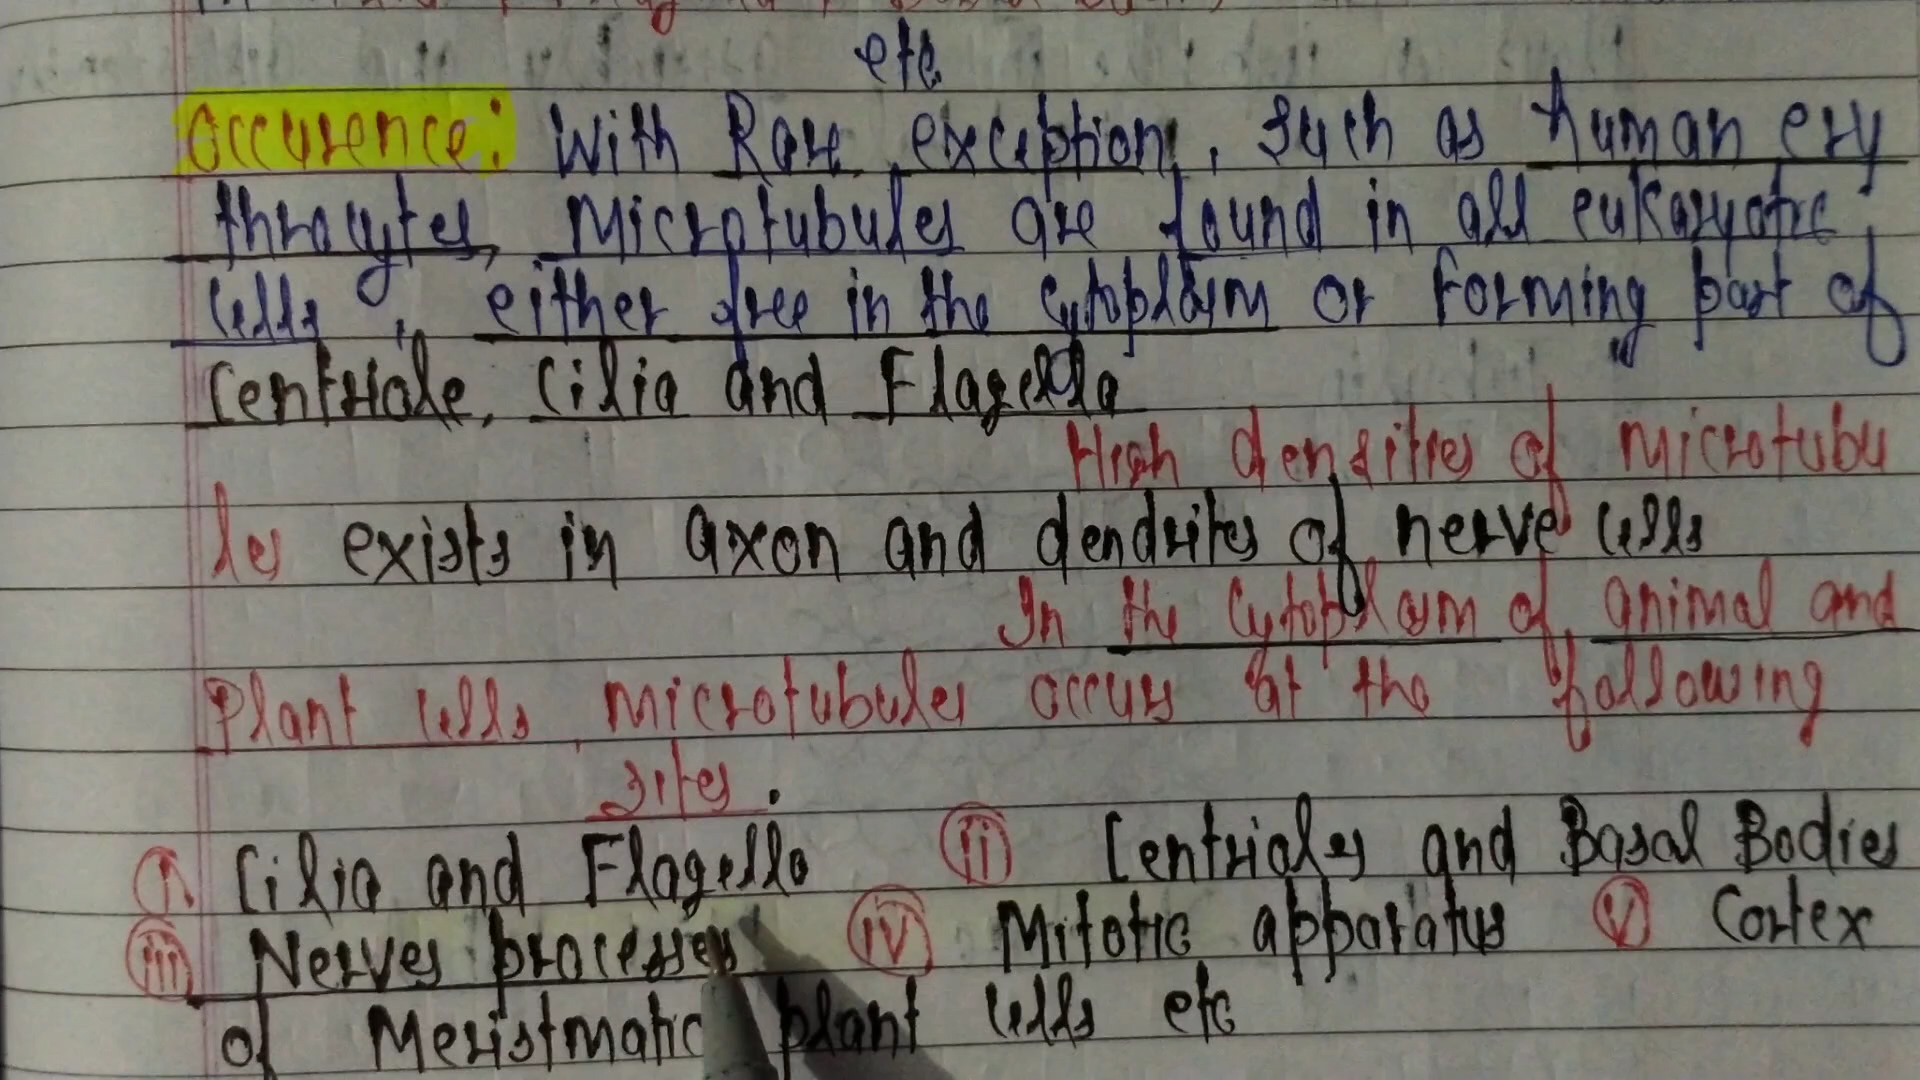 etc.
Occurence: With Rare exception, such as human ery
throcytes, Microtubules are found in all eukaryotic
cells, either free in the cytoplasm or Forming part of
Centriole, Cilia and Flagella
High densities of microtubu
les exists in axon and dendrites of nerve cells
In the cytoplasm of animal and
Plant cells, microtubules occurs at the following
sites.
i. Cilia and Flagella ii Centrioles and Basal Bodies
iii Nerves processes iv Mitotic apparatus v Cortex
of Meristmatic plant cells etc